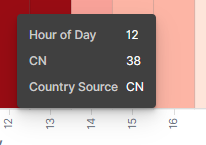 Hour of Day 12
CN 38
Country Source CN
12 13 14 15 16